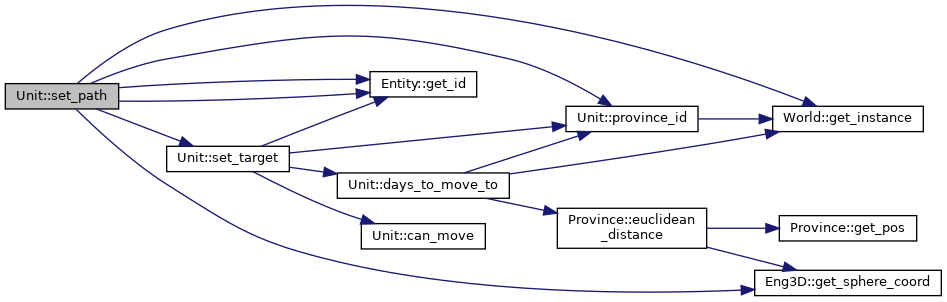 Unit::set_path
Entity::get_id
Unit::province_id
World::get_instance
Unit::set_target
Unit::days_to_move_to
Unit::can_move
Province::euclidean
_distance
Province::get_pos
Eng3D::get_sphere_coord